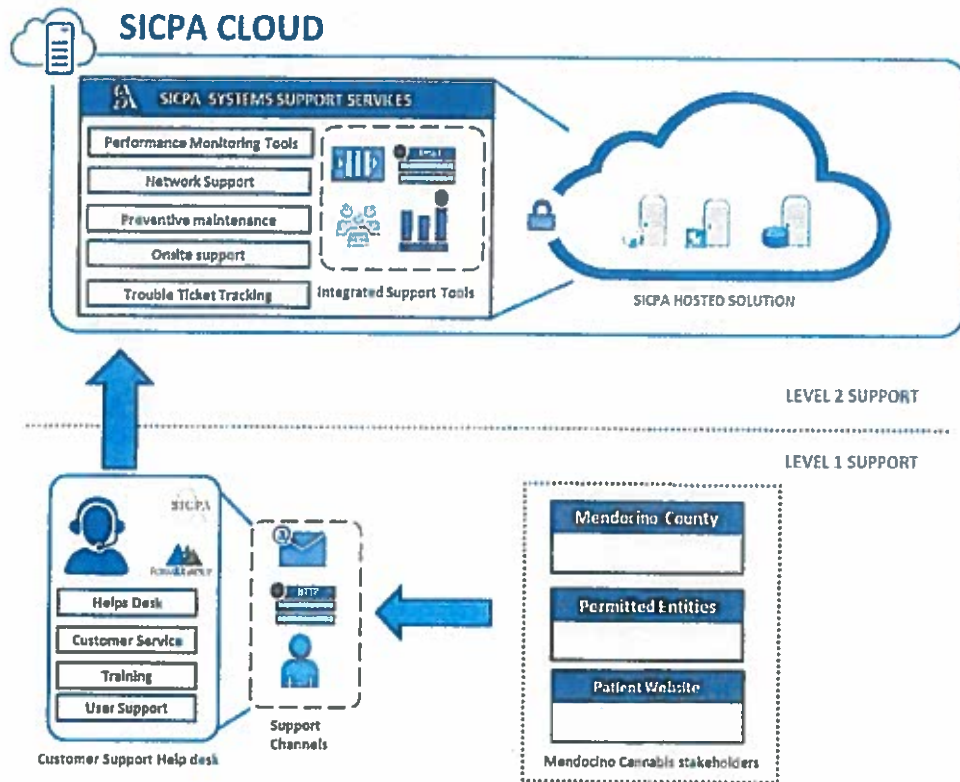 SICPA CLOUD
SICPA SYSTEMS SUPPORT SERVICES
Performance Monitoring Tools
Network Support
Preventive maintenance
Onsite support
Trouble Ticket Tracking
Integrated Support Tools
SICPA HOSTED SOLUTION
LEVEL 2 SUPPORT
LEVEL 1 SUPPORT
SICPA
Helps Desk
Customer Service
Training
User Support
Customer Support Help desk
HTTP
Support
Channels
Mendocino County
Permitted Entities
Patient Website
Mendocino Cannabis stakeholders